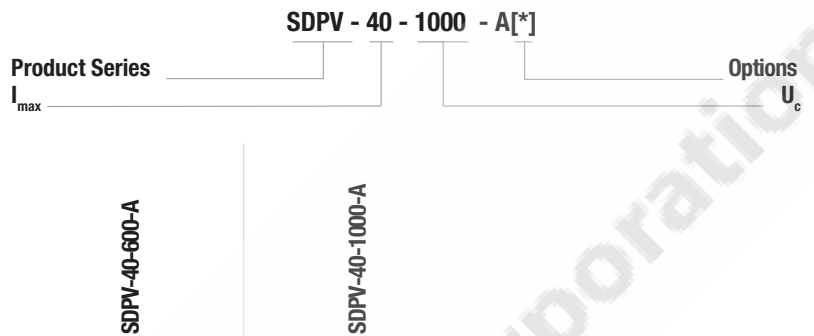 SDPV - 40 - 1000 - A[*]
Product Series
Options
Imax
Uc
SDPV-40-600-A
SDPV-40-1000-A